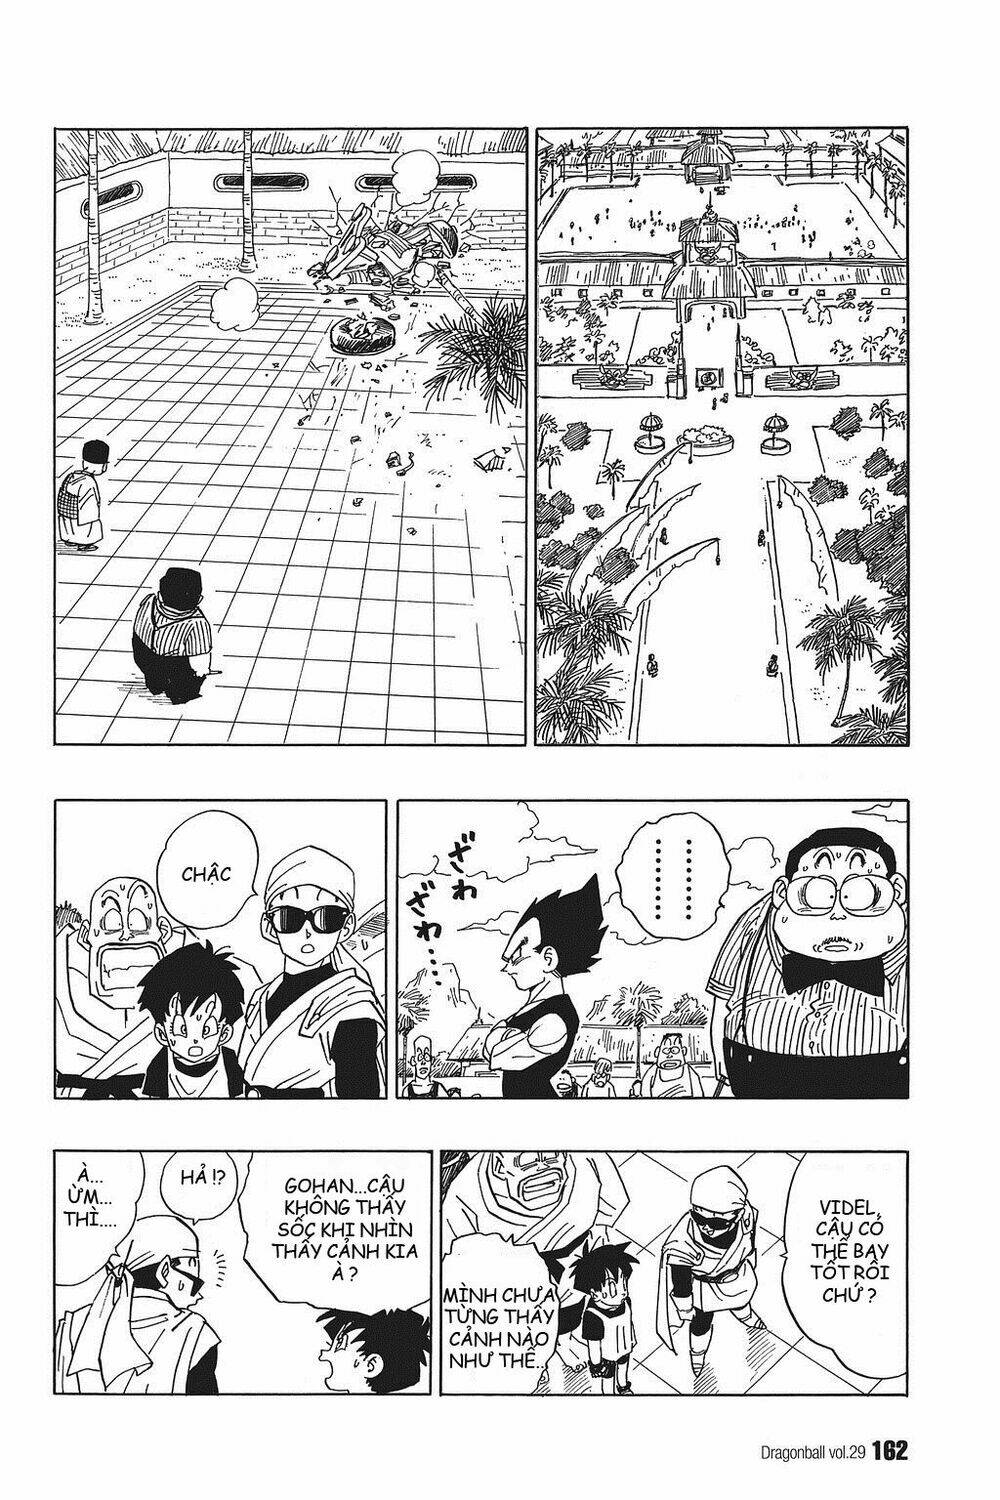 ざわ
ざわ…
CHẬC
VIDEL,
CẬU CÓ
THỂ BAY
TỐT RỒI
CHỨ?
MÌNH CHƯA
TỪNG THẤY
CẢNH NÀO
NHƯ THẾ...
GOHAN...CẬU
KHÔNG THẤY
SỐC KHI NHÌN
THẤY CẢNH KIA
À?
HẢ!?
À...
ỪM...
THÌ....
Dragonball vol.29 162